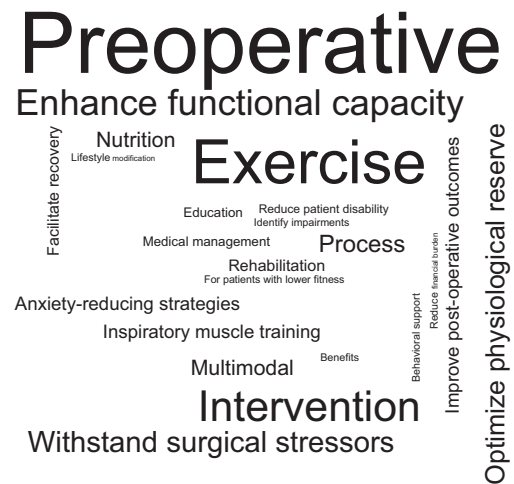 Preoperative
Enhance functional capacity
Facilitate recovery
Nutrition
Lifestyle modification
Exercise
Education
Reduce patient disability
Identify impairments
Medical management
Process
Rehabilitation
For patients with lower fitness
Anxiety-reducing strategies
Inspiratory muscle training
Multimodal
Benefits
Behavioral support
Reduce financial burden
Improve post-operative outcomes
Optimize physiological reserve
Intervention
Withstand surgical stressors